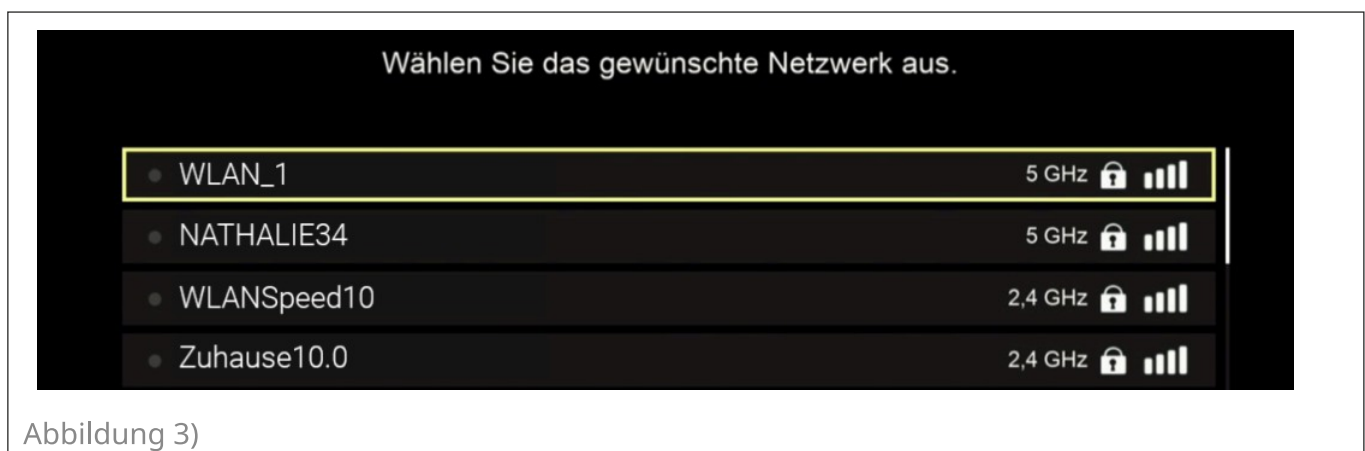 Wählen Sie das gewünschte Netzwerk aus.
WLAN_1 5 GHz
NATHALIE34 5 GHz
WLANSpeed10 2,4 GHz
Zuhause10.0 2,4 GHz
Abbildung 3)